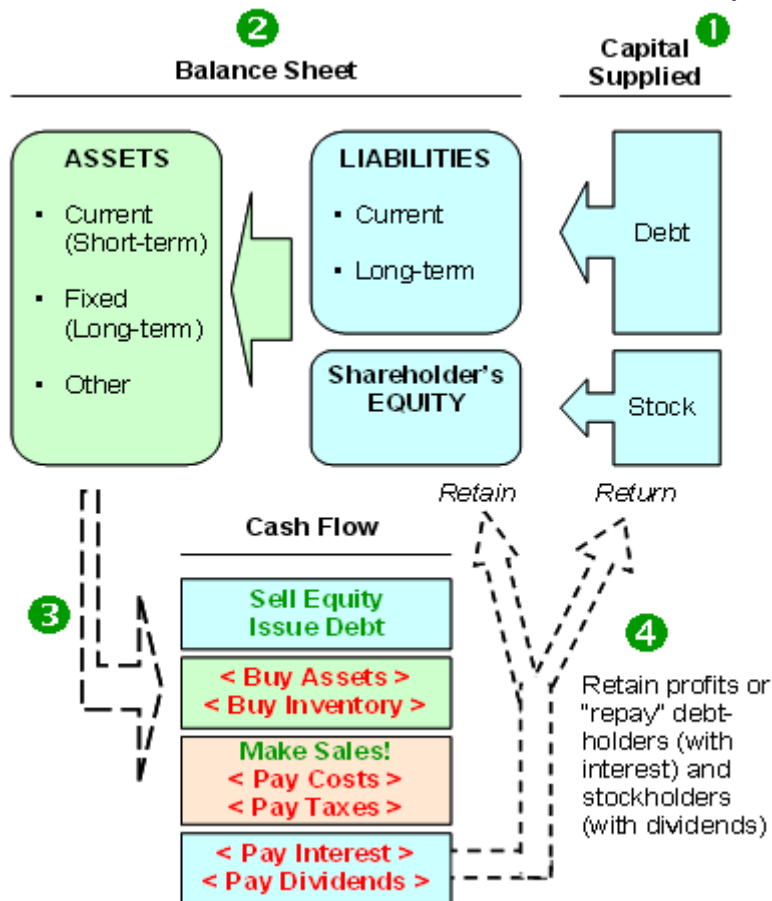 2
Balance Sheet
Capital 1
Supplied
ASSETS
▪ Current
(Short-term)
▪ Fixed
(Long-term)
▪ Other
LIABILITIES
▪ Current
▪ Long-term
Shareholder's
EQUITY
Debt
Stock
Retain
Return
3
Cash Flow
Sell Equity
Issue Debt
< Buy Assets >
< Buy Inventory >
Make Sales!
< Pay Costs >
< Pay Taxes >
< Pay Interest >
< Pay Dividends >
4
Retain profits or
"repay" debt-
holders (with
interest) and
stockholders
(with dividends)